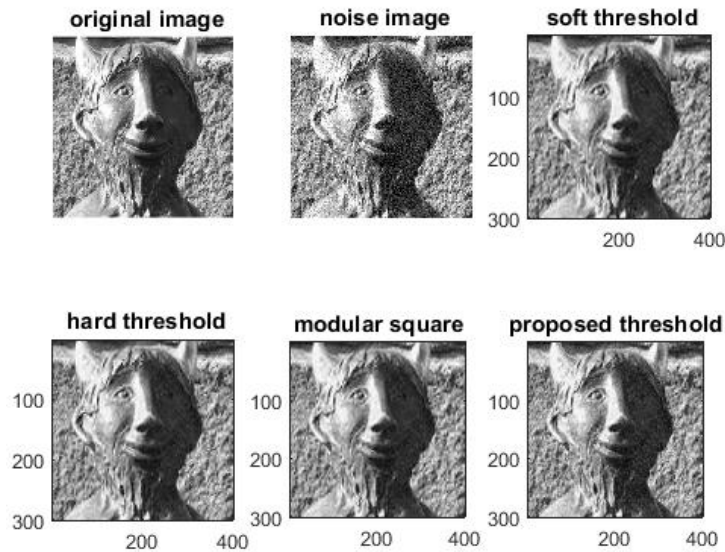 original image
noise image
soft threshold
100
200
300
200 400
hard threshold
100
200
300
200 400
modular square
100
200
300
200 400
proposed threshold
100
200
300
200 400